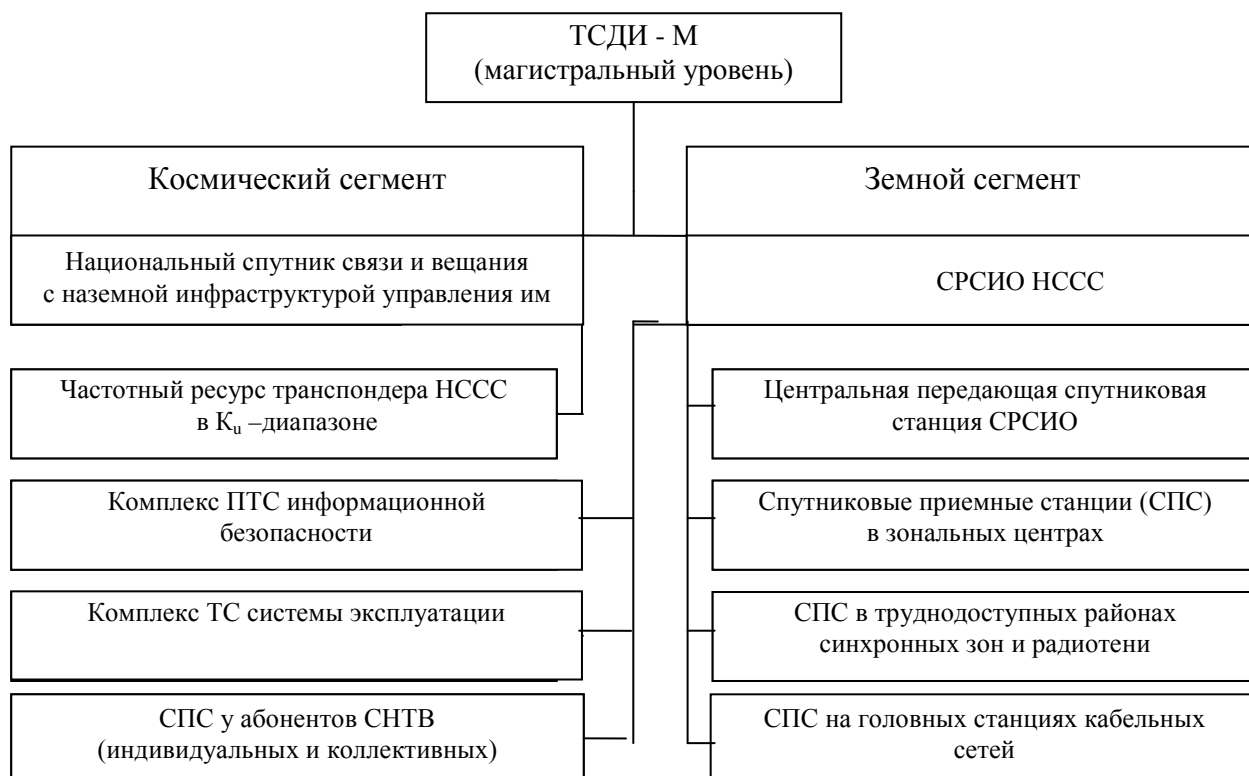 ТСДИ - М
(магистральный уровень)
Космический сегмент
Земной сегмент
Национальный спутник связи и вещания
с наземной инфраструктурой управления им
СРСИО НССС
Частотный ресурс транспондера НССС
в Кu –диапазоне
Центральная передающая спутниковая
станция СРСИО
Комплекс ПТС информационной
безопасности
Спутниковые приемные станции (СПС)
в зональных центрах
Комплекс ТС системы эксплуатации
СПС в труднодоступных районах
синхронных зон и радиотени
СПС у абонентов СНТВ
(индивидуальных и коллективных)
СПС на головных станциях кабельных
сетей